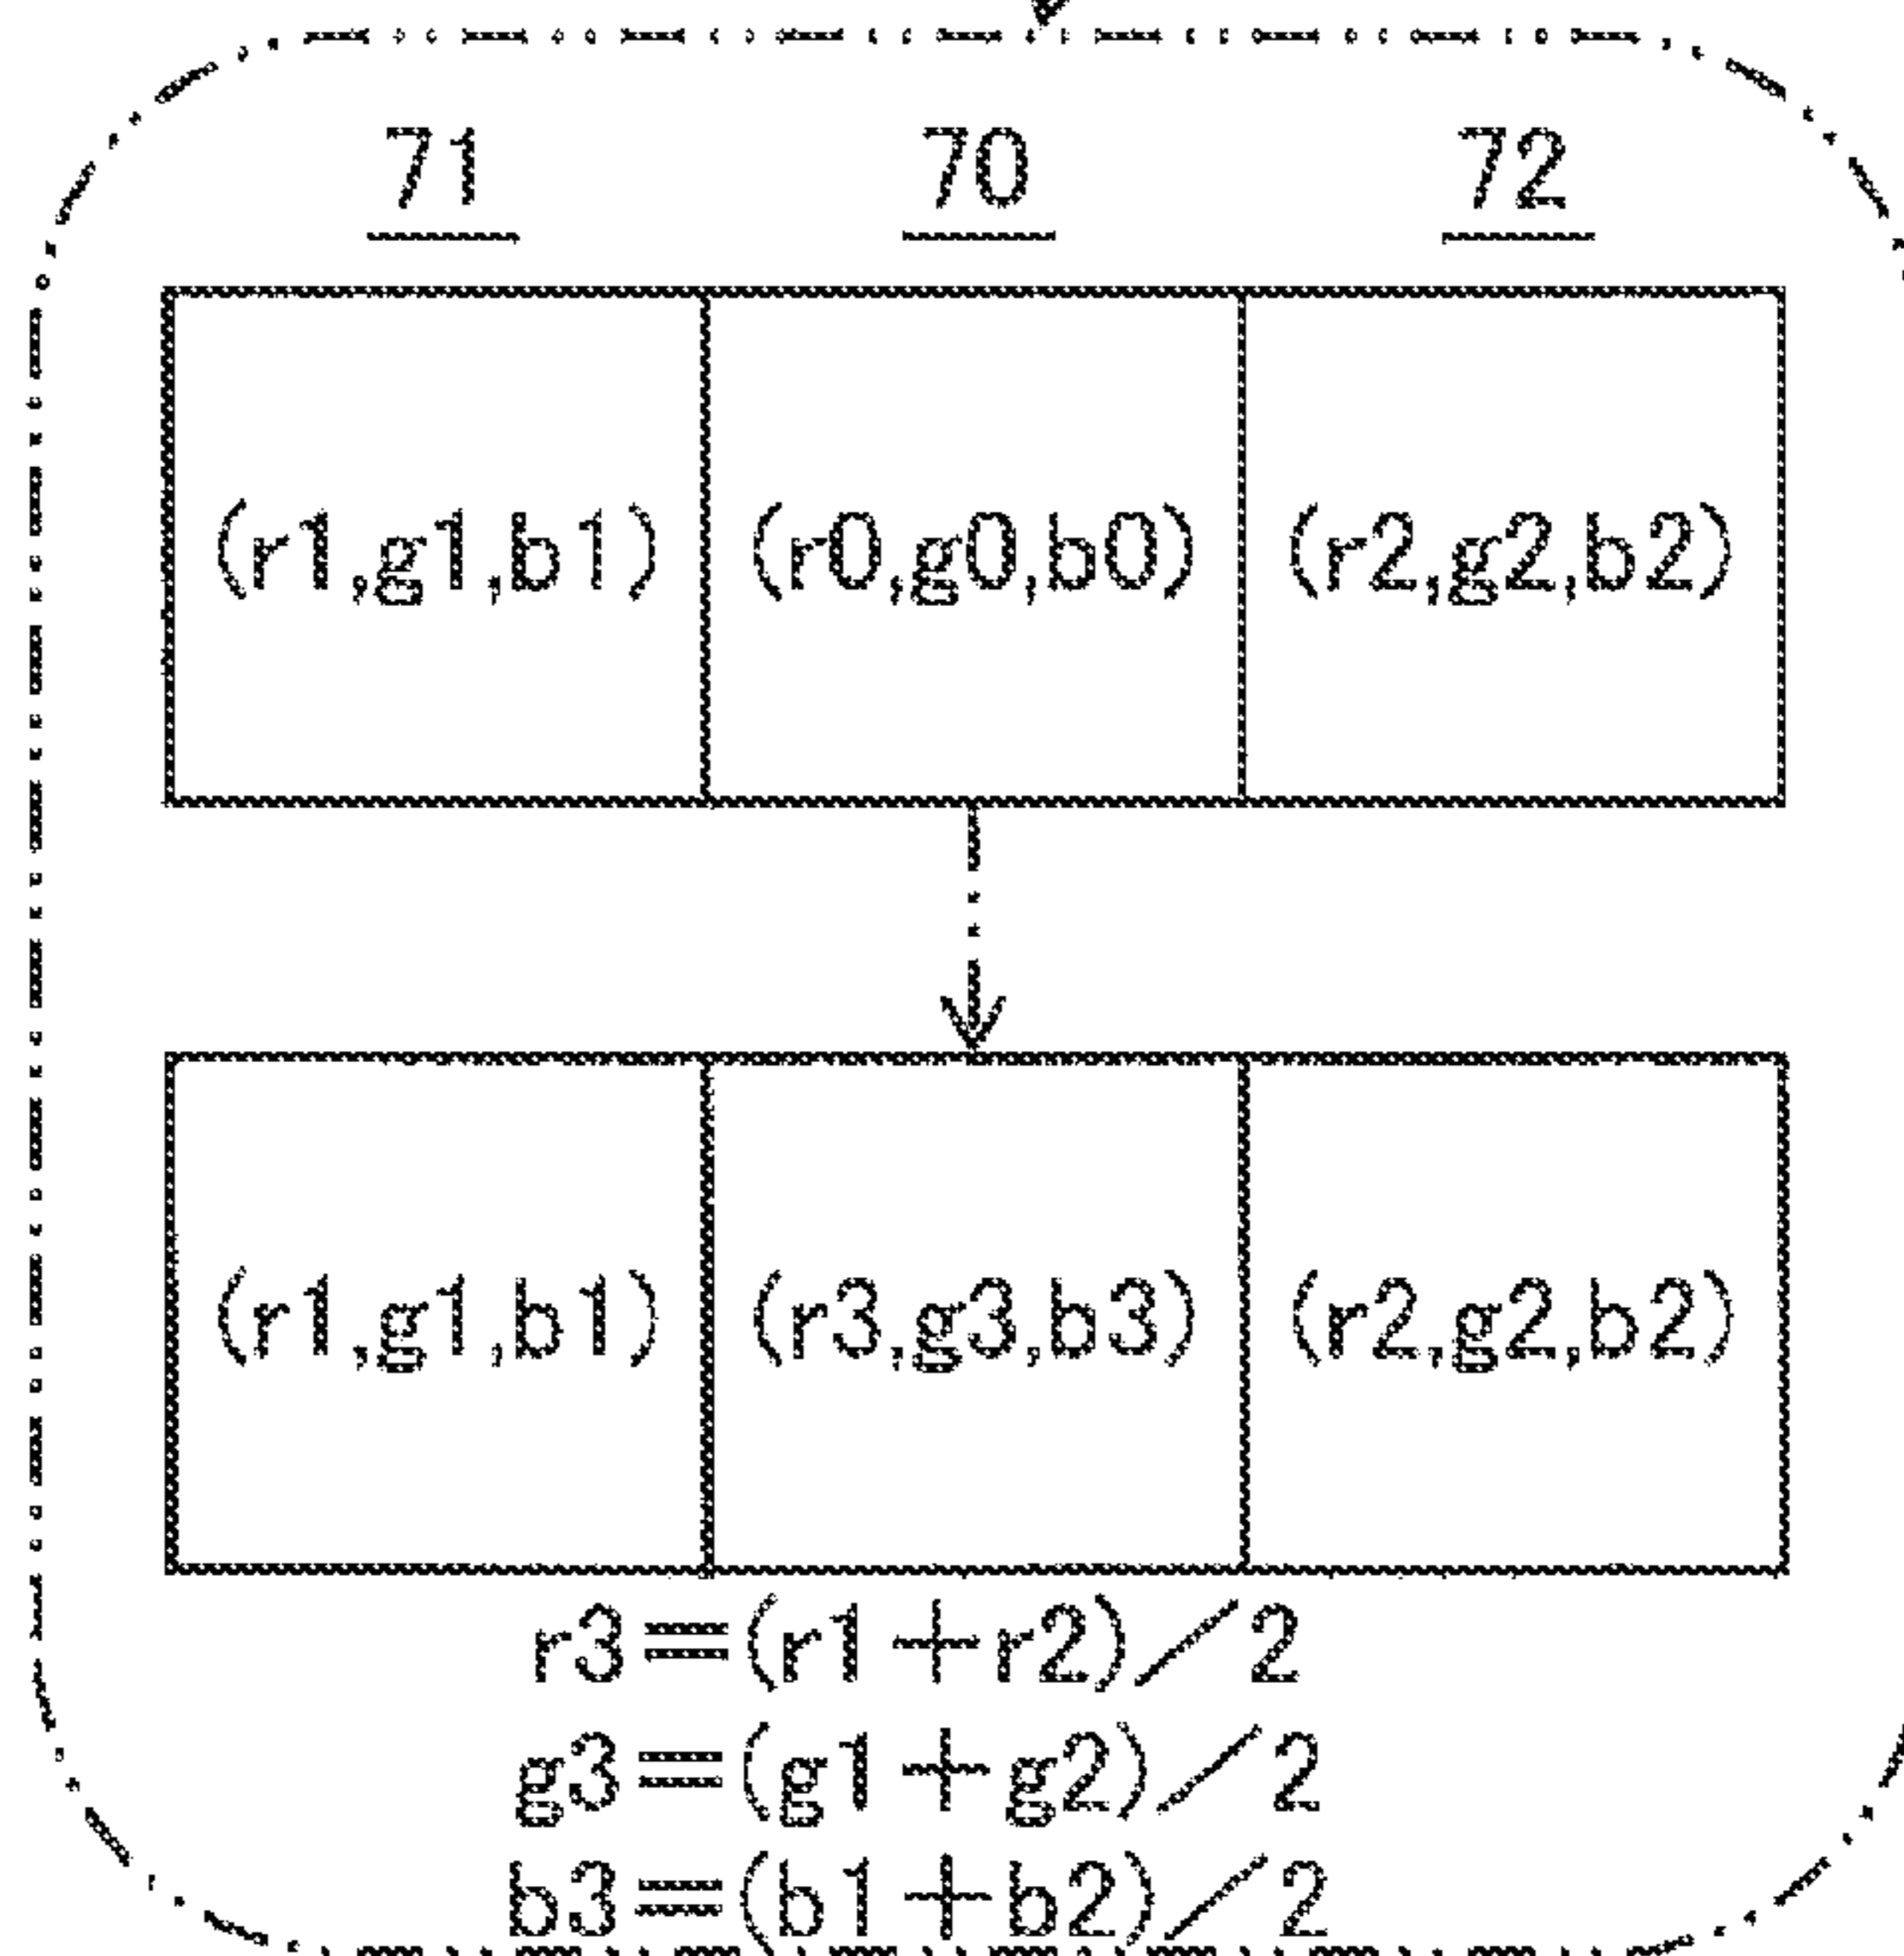 71 70 72
(r1,g1,b1) (r0,g0,b0) (r2,g2,b2)
(r1,g1,b1) (r3,g3,b3) (r2,g2,b2)
r3=(r1+r2)/2
g3=(g1+g2)/2
b3=(b1+b2)/2